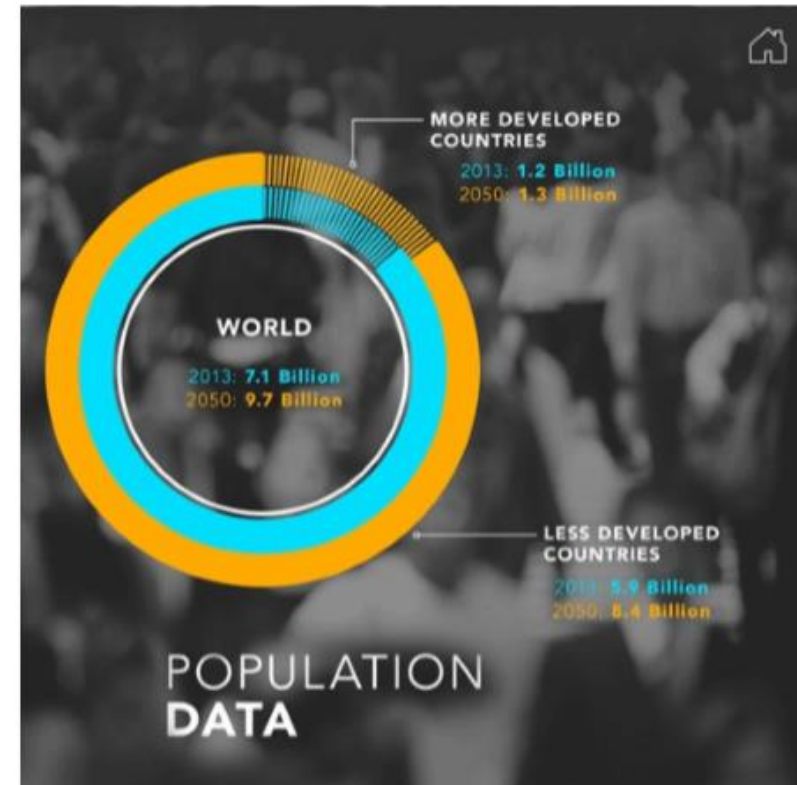 MORE DEVELOPED
COUNTRIES
2013: 1.2 Billion
2050: 1.3 Billion
WORLD
2013: 7.1 Billion
2050: 9.7 Billion
LESS DEVELOPED
COUNTRIES
2013: 5.9 Billion
2050: 8.4 Billion
POPULATION
DATA